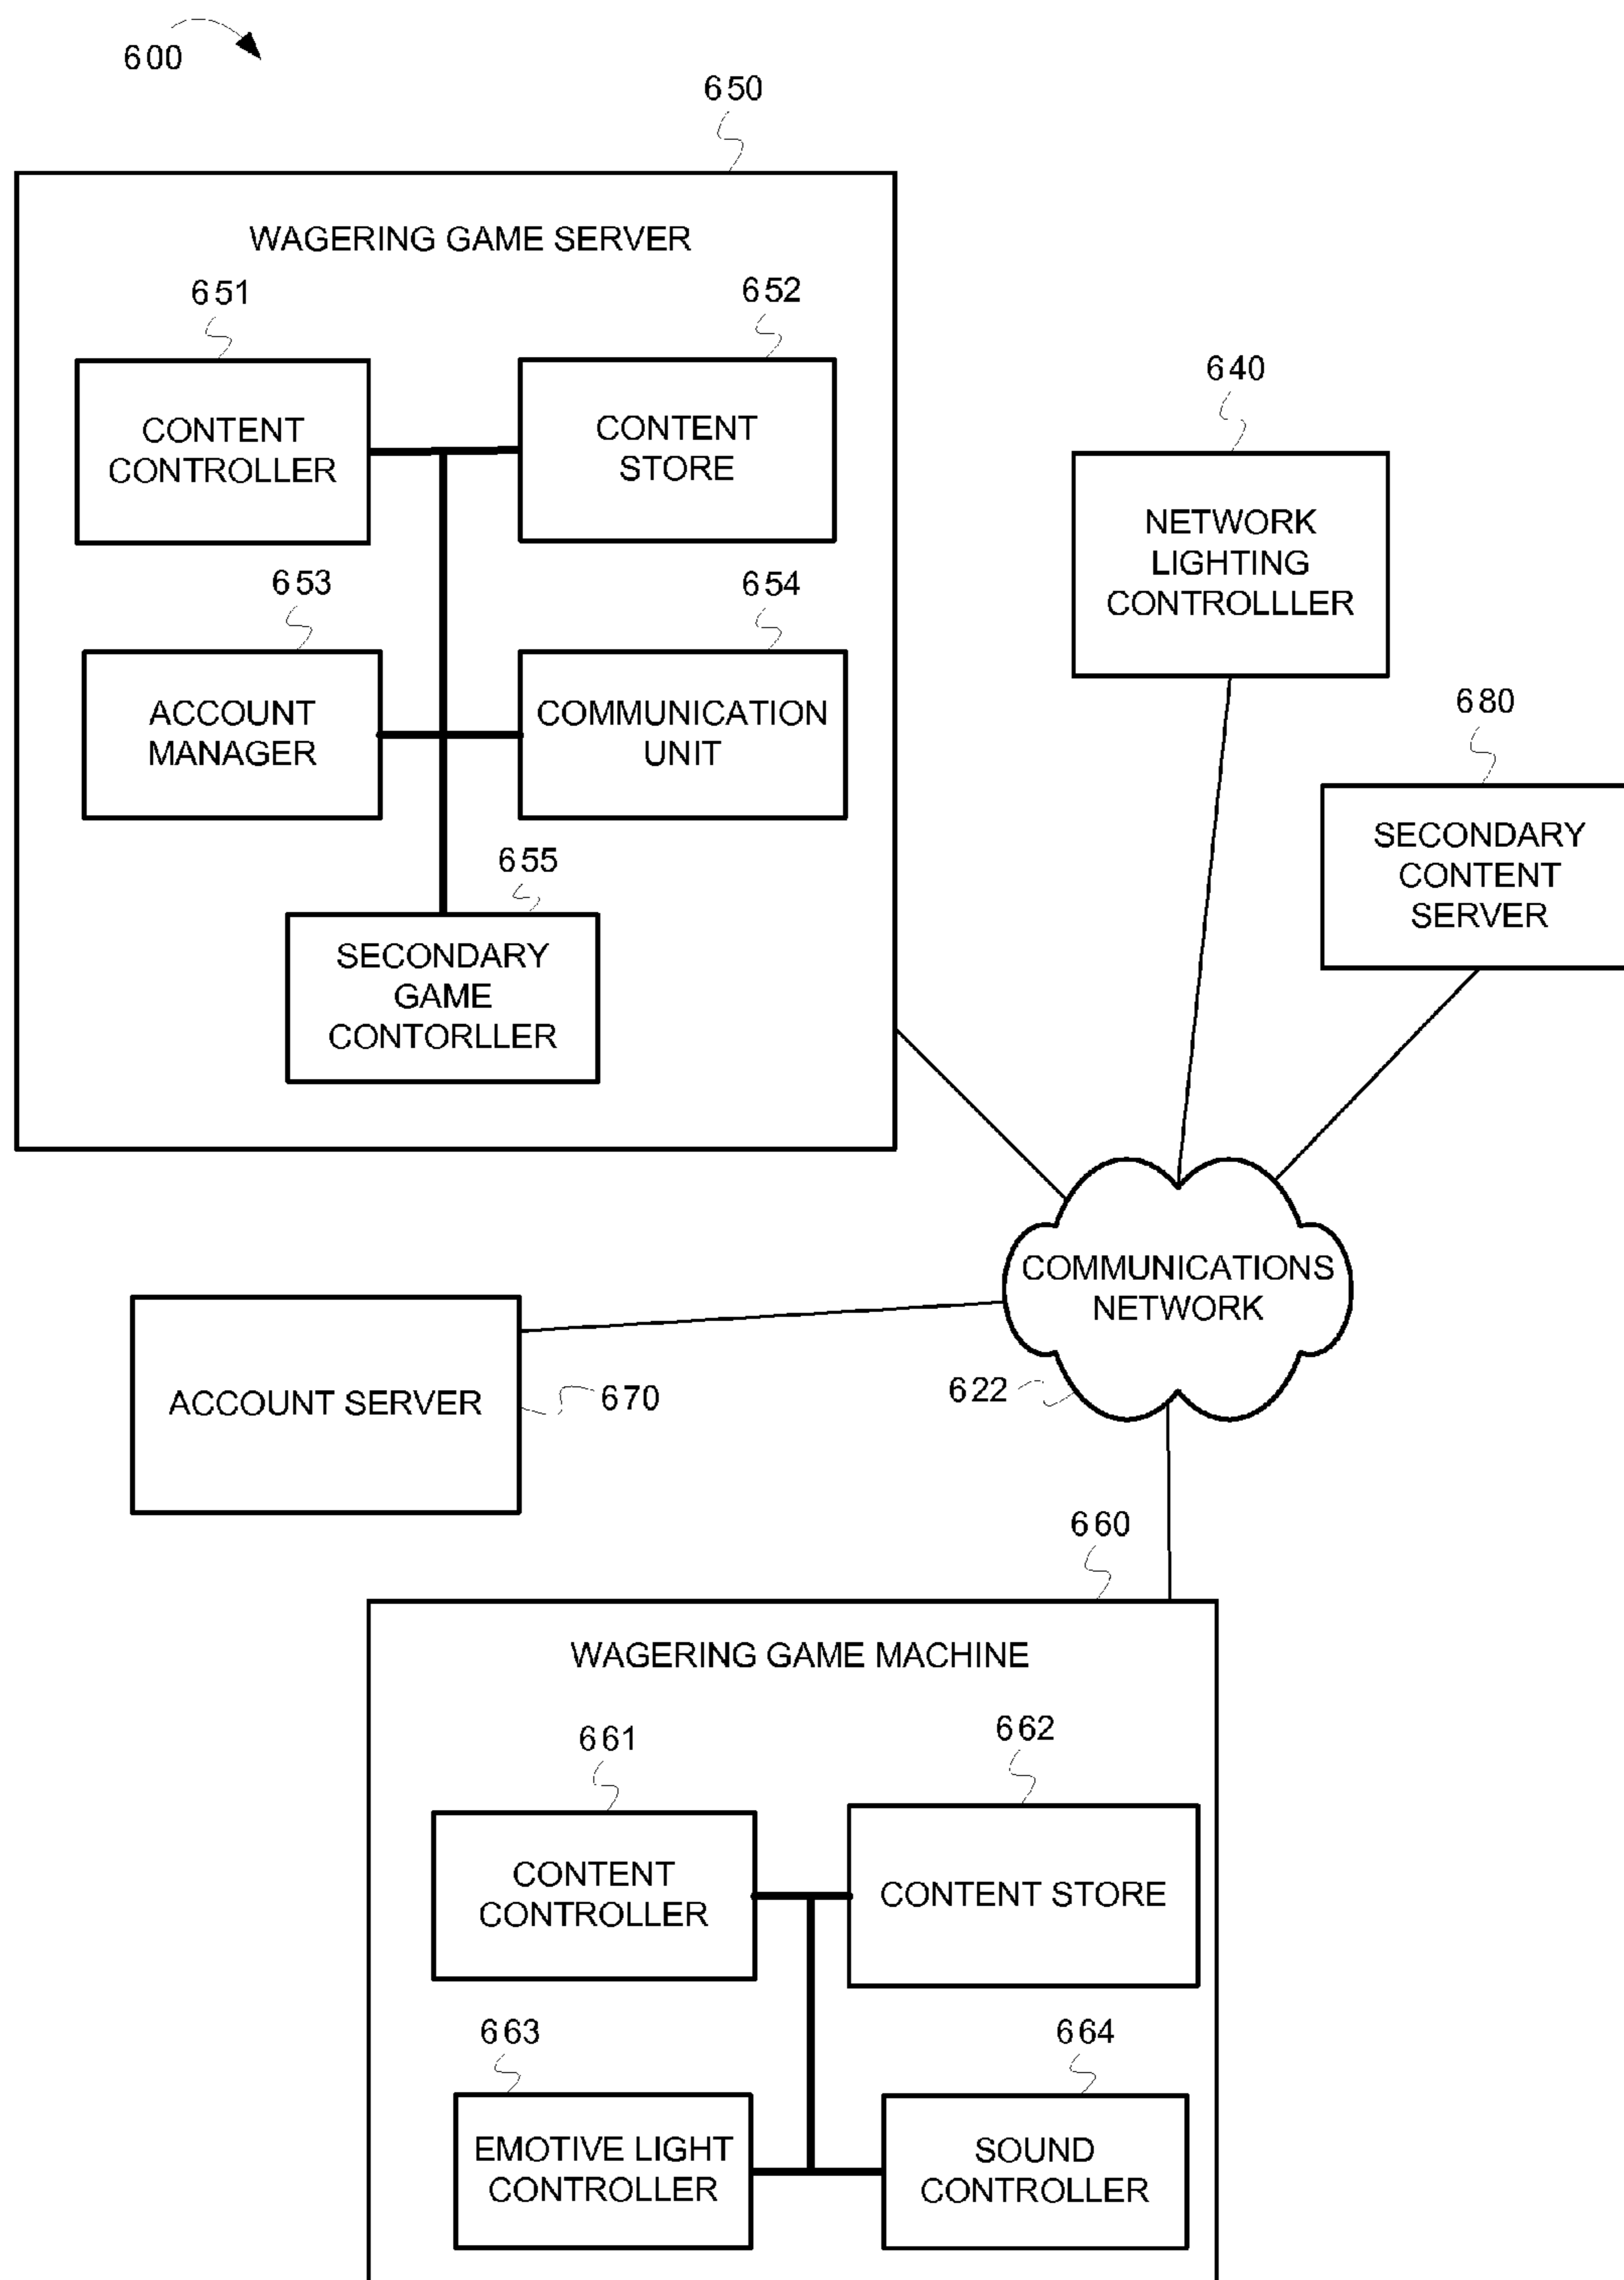 600
650
WAGERING GAME SERVER
651
652
CONTENT
CONTROLLER
CONTENT
STORE
653
654
ACCOUNT
MANAGER
COMMUNICATION
UNIT
655
SECONDARY
GAME
CONTORLLER
640
NETWORK
LIGHTING
CONTROLLLER
680
SECONDARY
CONTENT
SERVER
COMMUNICATIONS
NETWORK
622
ACCOUNT SERVER
670
660
WAGERING GAME MACHINE
661
662
CONTENT
CONTROLLER
CONTENT STORE
663
664
EMOTIVE LIGHT
CONTROLLER
SOUND
CONTROLLER